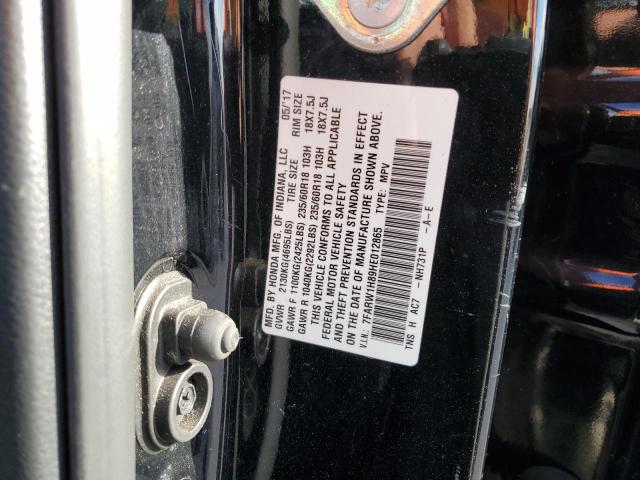 MFD. BY HONDA MFG. OF INDIANA, LLC 05/'17
GVWR 2130KG(4695LBS) TIRE SIZE RIM SIZE
GAWR F 1100KG(2425LBS) 235/60R18 103H 18X7.5J
GAWR R 1040KG(2292LBS) 235/60R18 103H 18X7.5J
THIS VEHICLE CONFORMS TO ALL APPLICABLE
FEDERAL MOTOR VEHICLE SAFETY
AND THEFT PREVENTION STANDARDS IN EFFECT
ON THE DATE OF MANUFACTURE SHOWN ABOVE.
V.I.N.: 7FARW1H89HE012865 TYPE: MPV
TNS H AC7 -NH731P -A-E